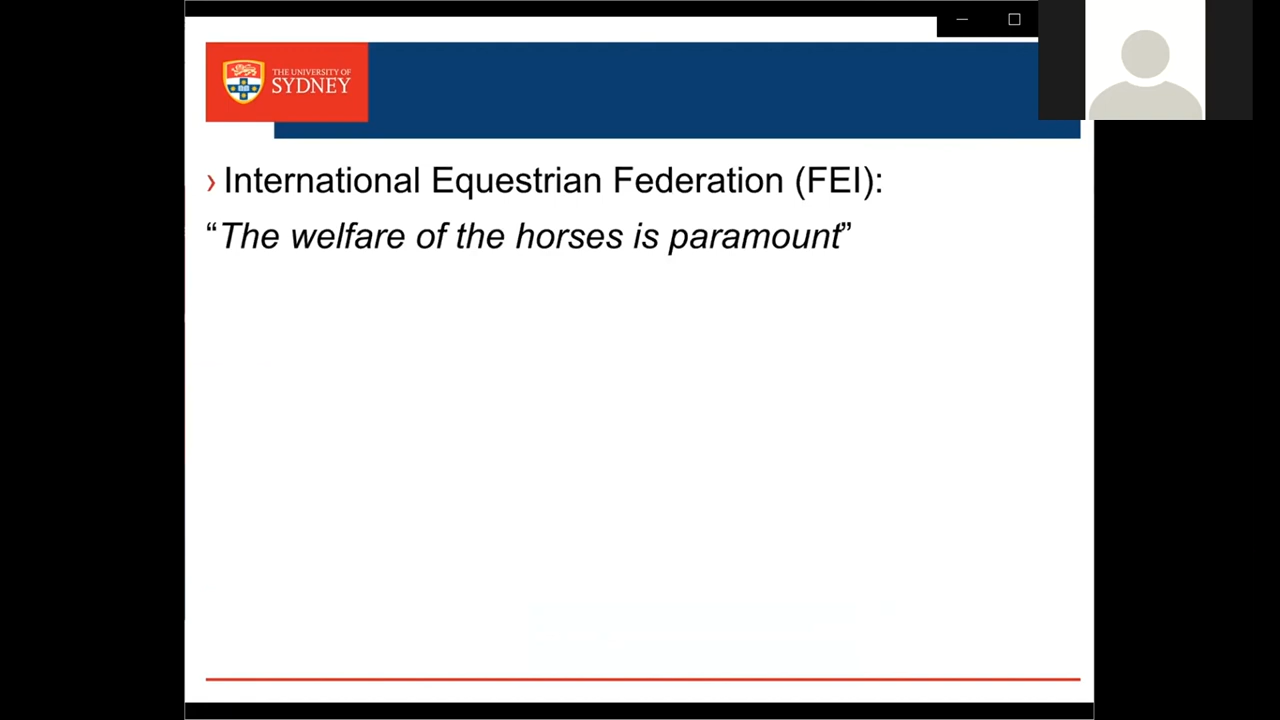 THE UNIVERSITY OF
SYDNEY
› International Equestrian Federation (FEI):
“The welfare of the horses is paramount”